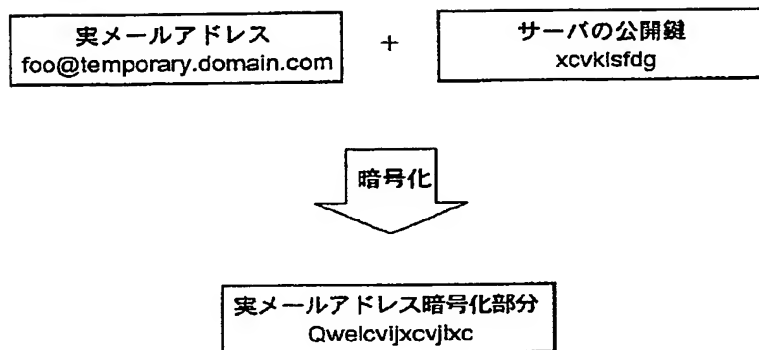 実メールアドレス
foo@temporary.domain.com
+
サーバの公開鍵
xcvklsfdg
暗号化
実メールアドレス暗号化部分
Qwelcvijxcvjlxc